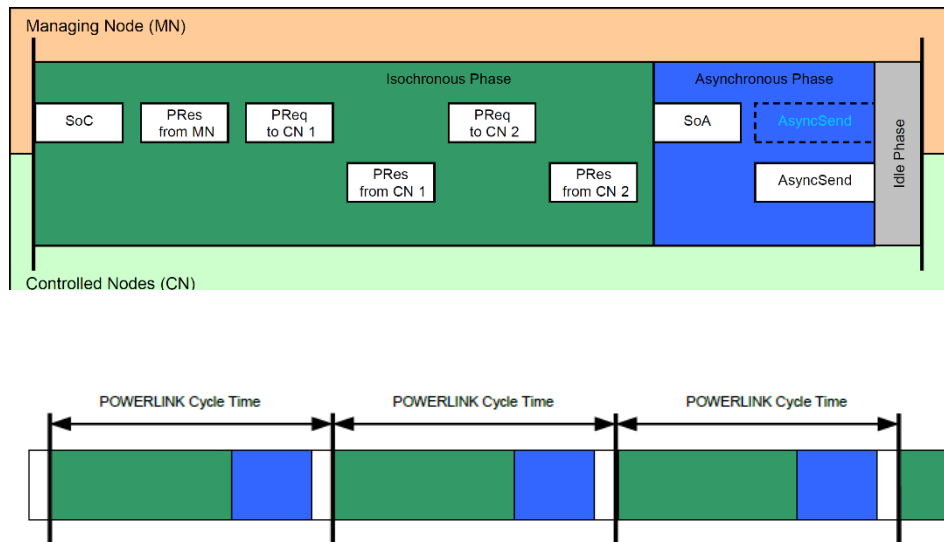 Managing Node (MN)
Isochronous Phase
Asynchronous Phase
SoC
PRes
from MN
PReq
to CN 1
PReq
to CN 2
SoA
AsyncSend
PRes
from CN 1
PRes
from CN 2
AsyncSend
Idle Phase
Controlled Nodes (CN)
POWERLINK Cycle Time
POWERLINK Cycle Time
POWERLINK Cycle Time